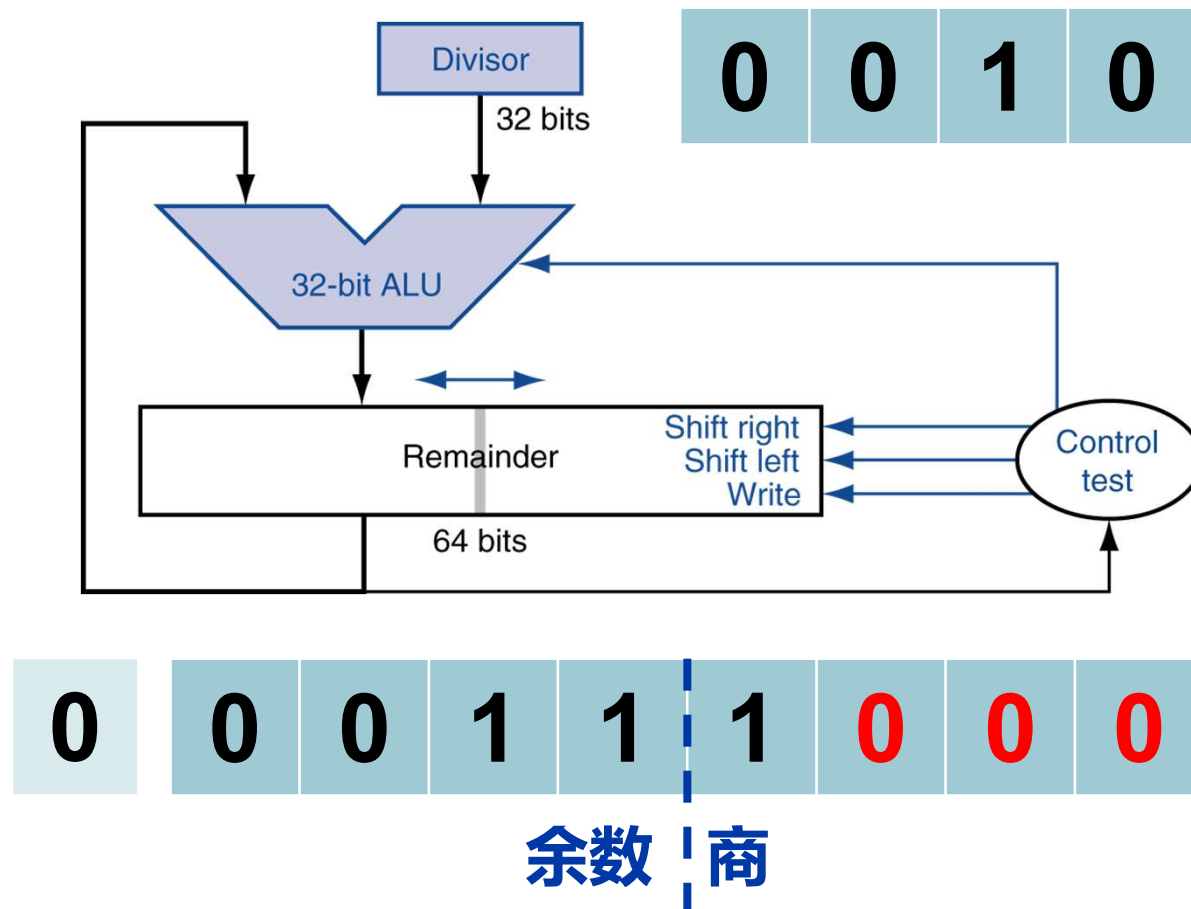 Divisor
0 0 1 0
32 bits
32-bit ALU
Remainder
Shift right
Shift left
Write
Control
test
64 bits
0 0 0 1 1 1 0 0 0
余数 商